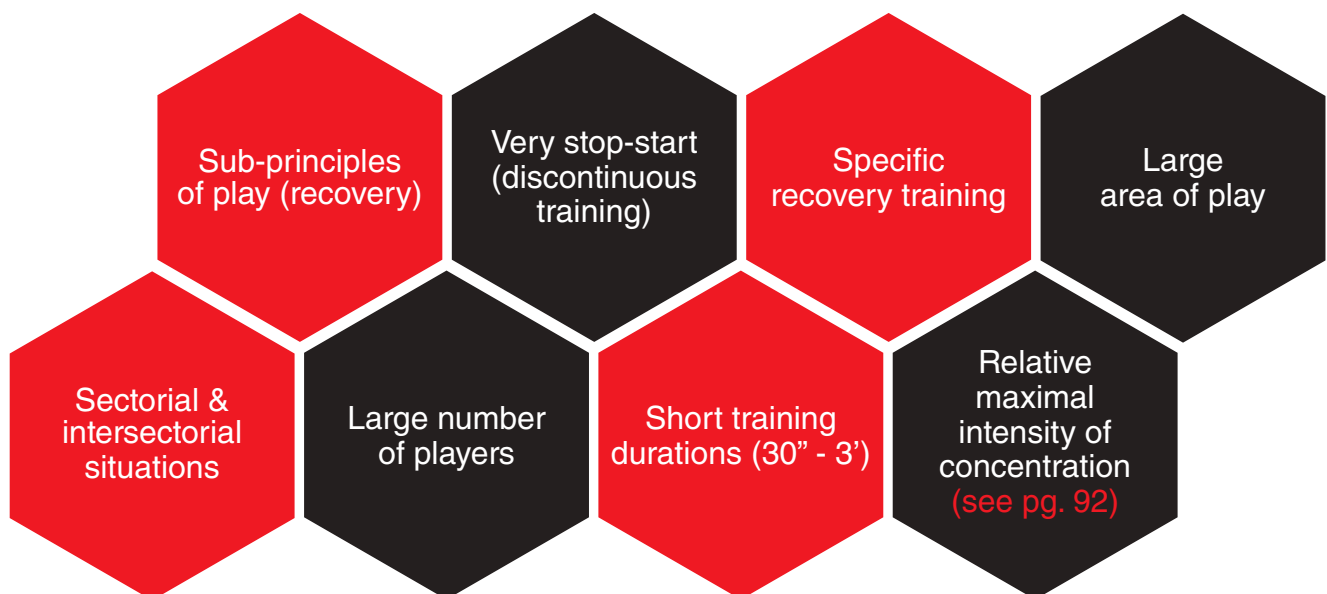 Sub-principles
of play (recovery)
Very stop-start
(discontinuous
training)
Specific
recovery training
Large
area of play
Sectorial &
intersectorial
situations
Large number
of players
Short training
durations (30” - 3’)
Relative
maximal
intensity of
concentration
(see pg. 92)